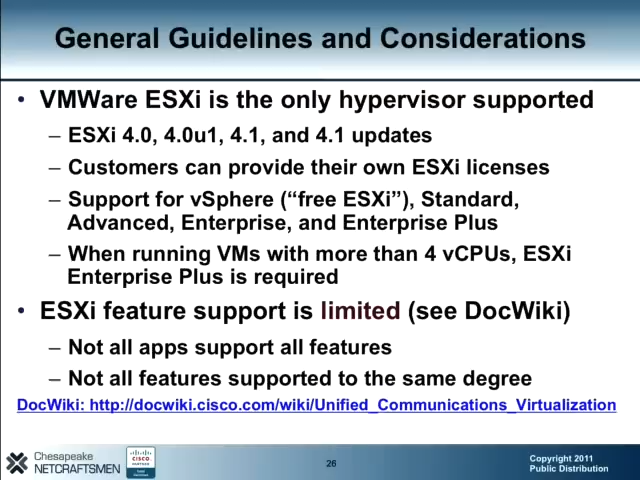 General Guidelines and Considerations
• VMWare ESXi is the only hypervisor supported
– ESXi 4.0, 4.0u1, 4.1, and 4.1 updates
– Customers can provide their own ESXi licenses
– Support for vSphere (“free ESXi”), Standard,
Advanced, Enterprise, and Enterprise Plus
– When running VMs with more than 4 vCPUs, ESXi
Enterprise Plus is required
• ESXi feature support is limited (see DocWiki)
– Not all apps support all features
– Not all features supported to the same degree
DocWiki: http://docwiki.cisco.com/wiki/Unified_Communications_Virtualization
Chesapeake
NETCRAFTSMEN
CISCO
PARTNER
26
Copyright 2011
Public Distribution